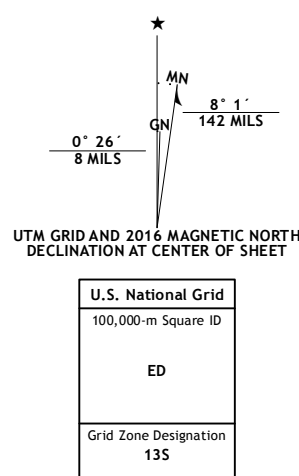 ★
MN
GN
8° 1´
142 MILS
0° 26´
8 MILS
UTM GRID AND 2016 MAGNETIC NORTH
DECLINATION AT CENTER OF SHEET
U.S. National Grid
100,000-m Square ID
ED
Grid Zone Designation
13S